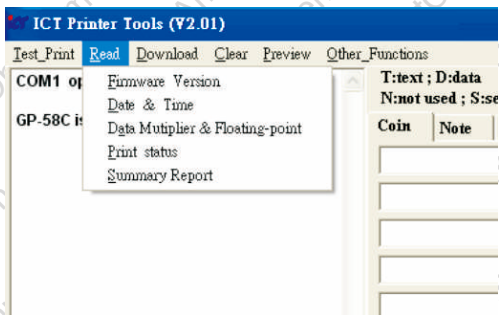 ICT Printer Tools (V2.01)
Test_Print Read Download Clear Preview Other_Functions
COM1 op
GP-58C is
Firmware Version
Date & Time
Data Mutiplier & Floating-point
Print status
Summary Report
T:text ; D:data
N:not used ; S:se
Coin Note